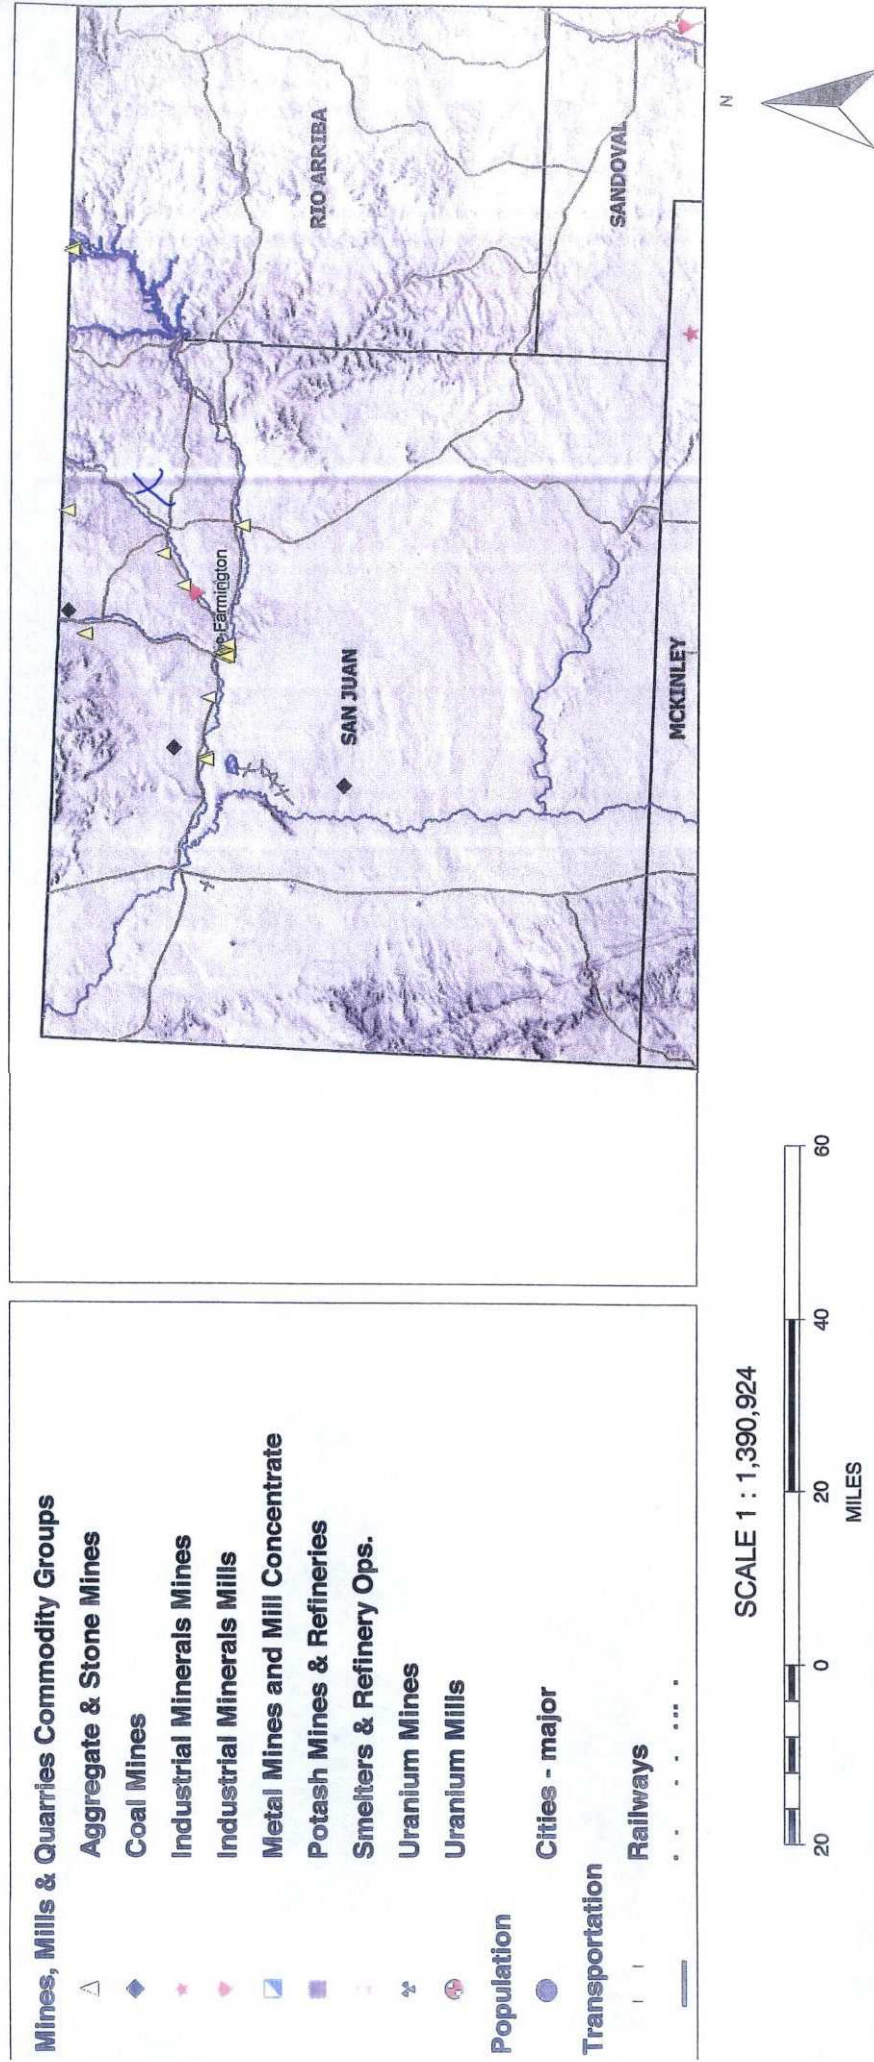 Mines, Mills & Quarries Commodity Groups
Aggregate & Stone Mines
Coal Mines
Industrial Minerals Mines
Industrial Minerals Mills
Metal Mines and Mill Concentrate
Potash Mines & Refineries
Smelters & Refinery Ops.
Uranium Mines
Uranium Mills
Population
Cities - major
Transportation
Railways
Farmington
SAN JUAN
RIO ARRIBA
SANDOVAL
MCKINLEY
X
N
SCALE 1 : 1,390,924
20 0 20 40 60
MILES